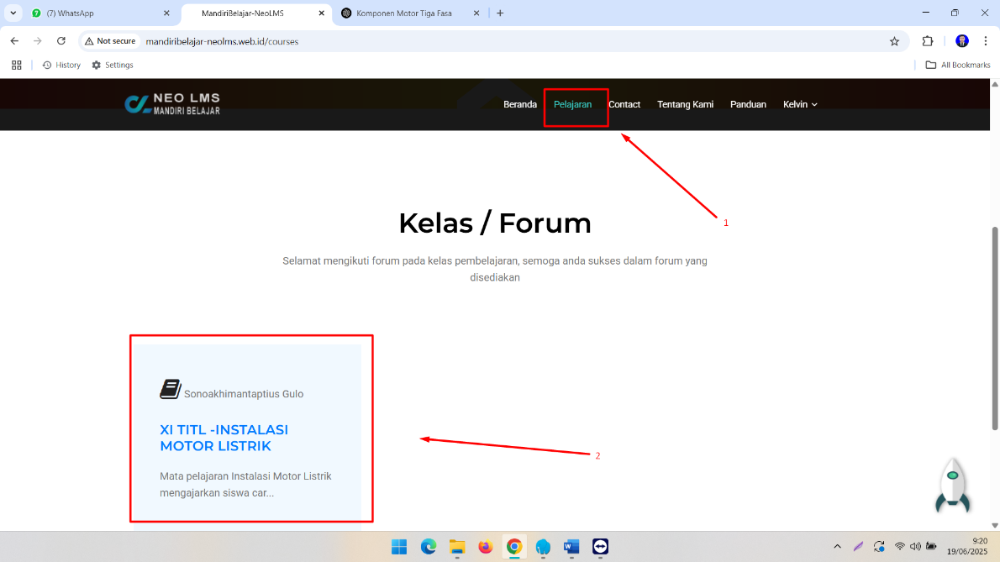 (7) WhatsApp
MandiriBelajar-NeoLMS
Komponen Motor Tiga Fasa
Not secure
mandiribelajar-neolms.web.id/courses
History
Settings
All Bookmarks
NEO LMS
MANDIRI BELAJAR
Beranda
Pelajaran
Contact
Tentang Kami
Panduan
Kelvin
1
Kelas / Forum
Selamat mengikuti forum pada kelas pembelajaran, semoga anda sukses dalam forum yang
disediakan
Sonoakhimantaptius Gulo
XI TITL -INSTALASI
MOTOR LISTRIK
2
Mata pelajaran Instalasi Motor Listrik
mengajarkan siswa car...
9:20
19/06/2025